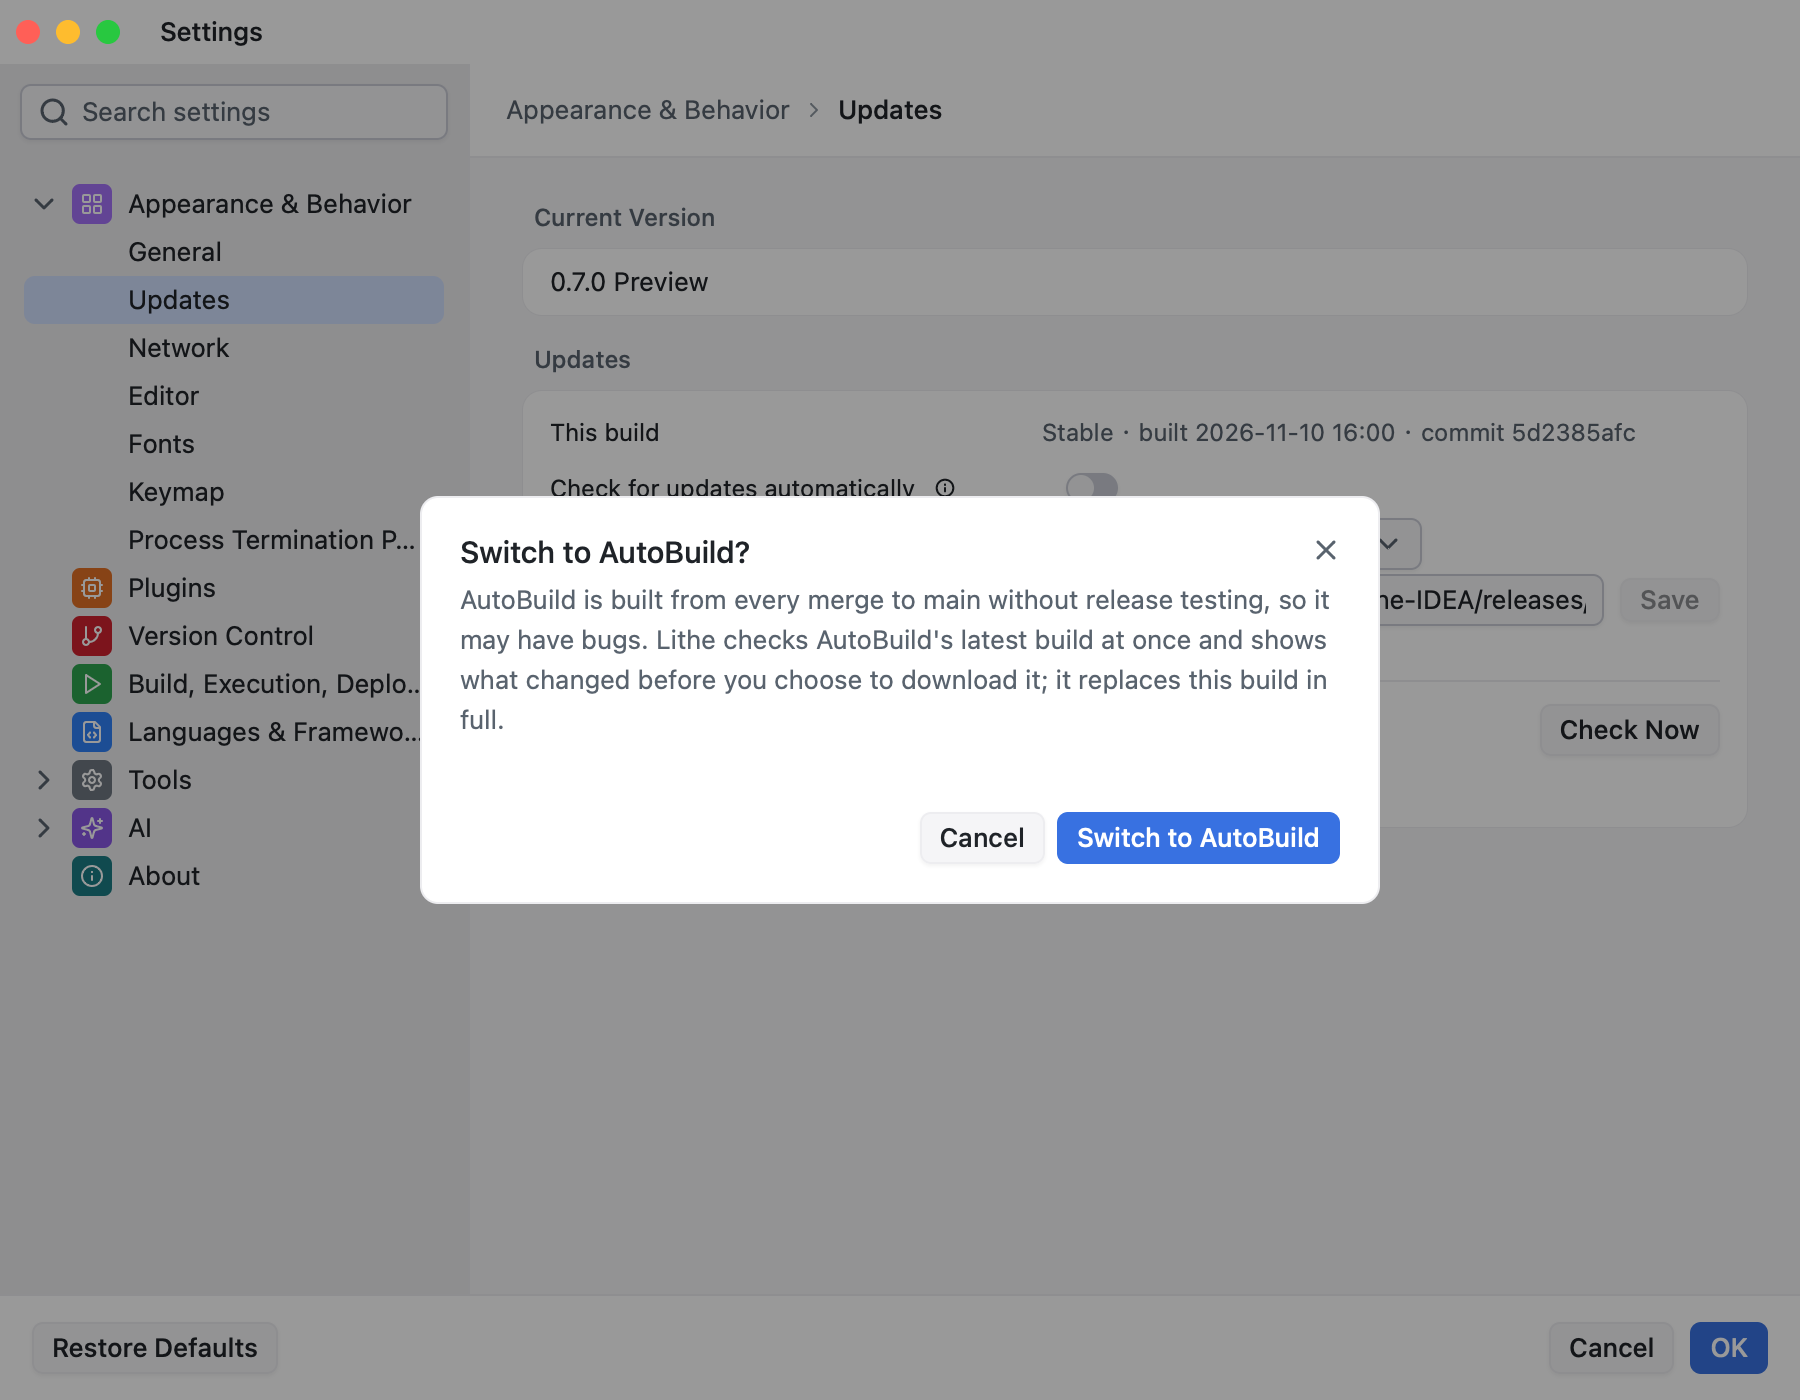 Settings
Search settings
Appearance & Behavior
General
Updates
Network
Editor
Fonts
Keymap
Process Termination P...
Plugins
Version Control
Build, Execution, Deplo...
Languages & Framewo...
Tools
AI
About
Appearance & Behavior > Updates
Current Version
0.7.0 Preview
Updates
This build
Stable · built 2026-11-10 16:00 · commit 5d2385afc
Check for updates automatically
he-IDEA/releases/
Save
Check Now
Switch to AutoBuild?
AutoBuild is built from every merge to main without release testing, so it
may have bugs. Lithe checks AutoBuild's latest build at once and shows
what changed before you choose to download it; it replaces this build in
full.
Cancel
Switch to AutoBuild
Restore Defaults
Cancel
OK